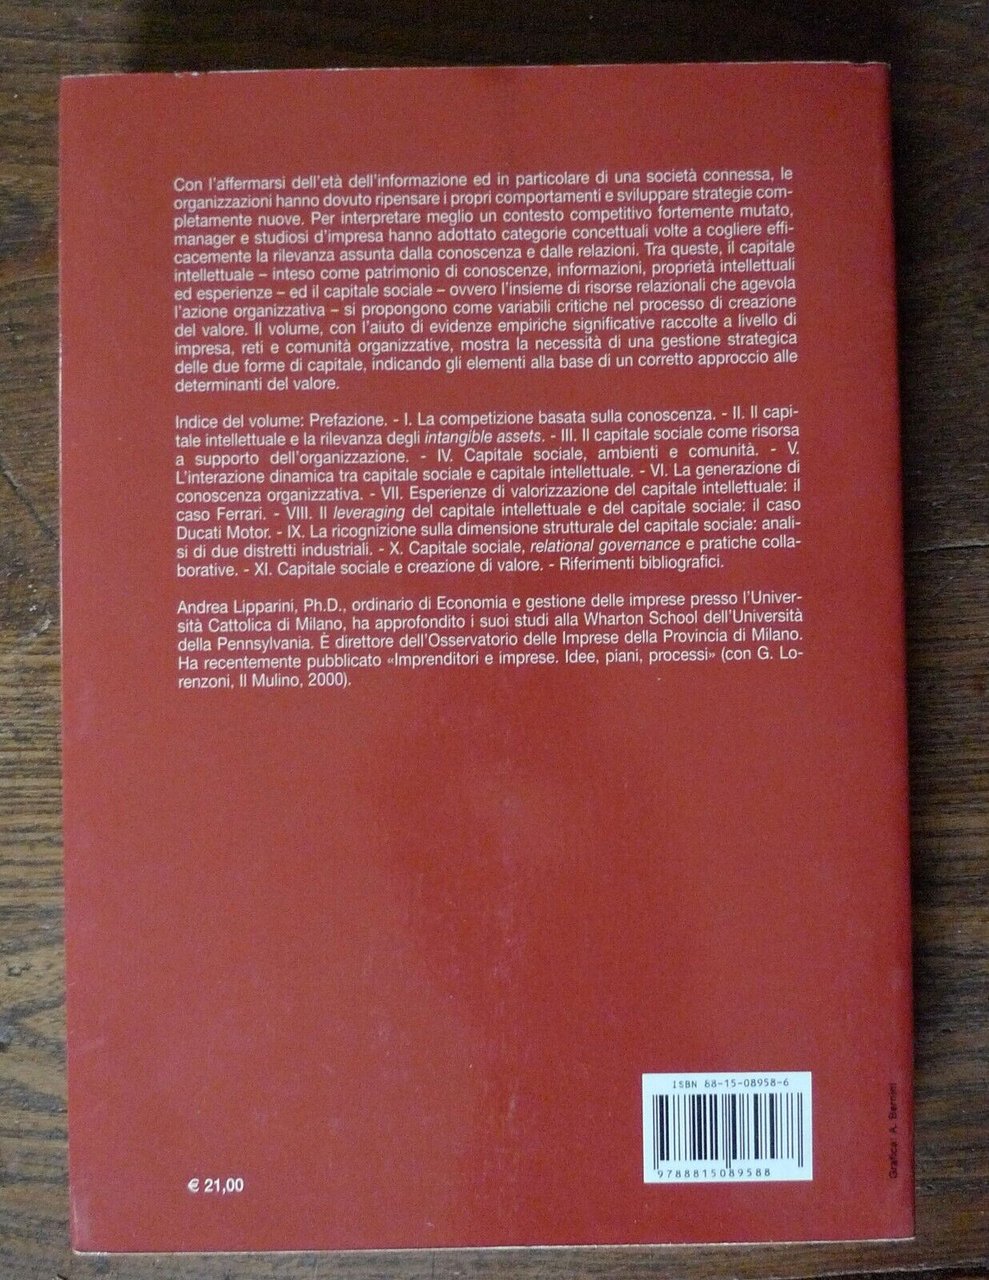 Con l'affermarsi dell'età dell'informazione ed in particolare di una società connessa, le
organizzazioni hanno dovuto ripensare i propri comportamenti e sviluppare strategie com-
pletamente nuove. Per interpretare meglio un contesto competitivo fortemente mutato,
manager e studiosi d'impresa hanno adottato categorie concettuali volte a cogliere effi-
cacemente la rilevanza assunta dalla conoscenza e dalle relazioni. Tra queste, il capitale
intellettuale – inteso come patrimonio di conoscenze, informazioni, proprietà intellettuali
ed esperienze – ed il capitale sociale – ovvero l'insieme di risorse relazionali che agevola
l'azione organizzativa – si propongono come variabili critiche nel processo di creazione
del valore. Il volume, con l'aiuto di evidenze empiriche significative raccolte a livello di
impresa, reti e comunità organizzative, mostra la necessità di una gestione strategica
delle due forme di capitale, indicando gli elementi alla base di un corretto approccio alle
determinanti del valore.
Indice del volume: Prefazione. - I. La competizione basata sulla conoscenza. - II. Il capi-
tale intellettuale e la rilevanza degli intangible assets. - III. Il capitale sociale come risorsa
a supporto dell'organizzazione. - IV. Capitale sociale, ambienti e comunità. - V.
L'interazione dinamica tra capitale sociale e capitale intellettuale. - VI. La generazione di
conoscenza organizzativa. - VII. Esperienze di valorizzazione del capitale intellettuale: il
caso Ferrari. - VIII. Il leveraging del capitale intellettuale e del capitale sociale: il caso
Ducati Motor. - IX. La ricognizione sulla dimensione strutturale del capitale sociale: anali-
si di due distretti industriali. - X. Capitale sociale, relational governance e pratiche colla-
borative. - XI. Capitale sociale e creazione di valore. - Riferimenti bibliografici.
Andrea Lipparini, Ph.D., ordinario di Economia e gestione delle imprese presso l'Univer-
sità Cattolica di Milano, ha approfondito i suoi studi alla Wharton School dell'Università
della Pennsylvania. È direttore dell'Osservatorio delle Imprese della Provincia di Milano.
Ha recentemente pubblicato «Imprenditori e imprese. Idee, piani, processi» (con G. Lo-
renzoni, Il Mulino, 2000).
ISBN 88-15-08958-6
9788815089588
Grafica: A. Bernini
€ 21,00